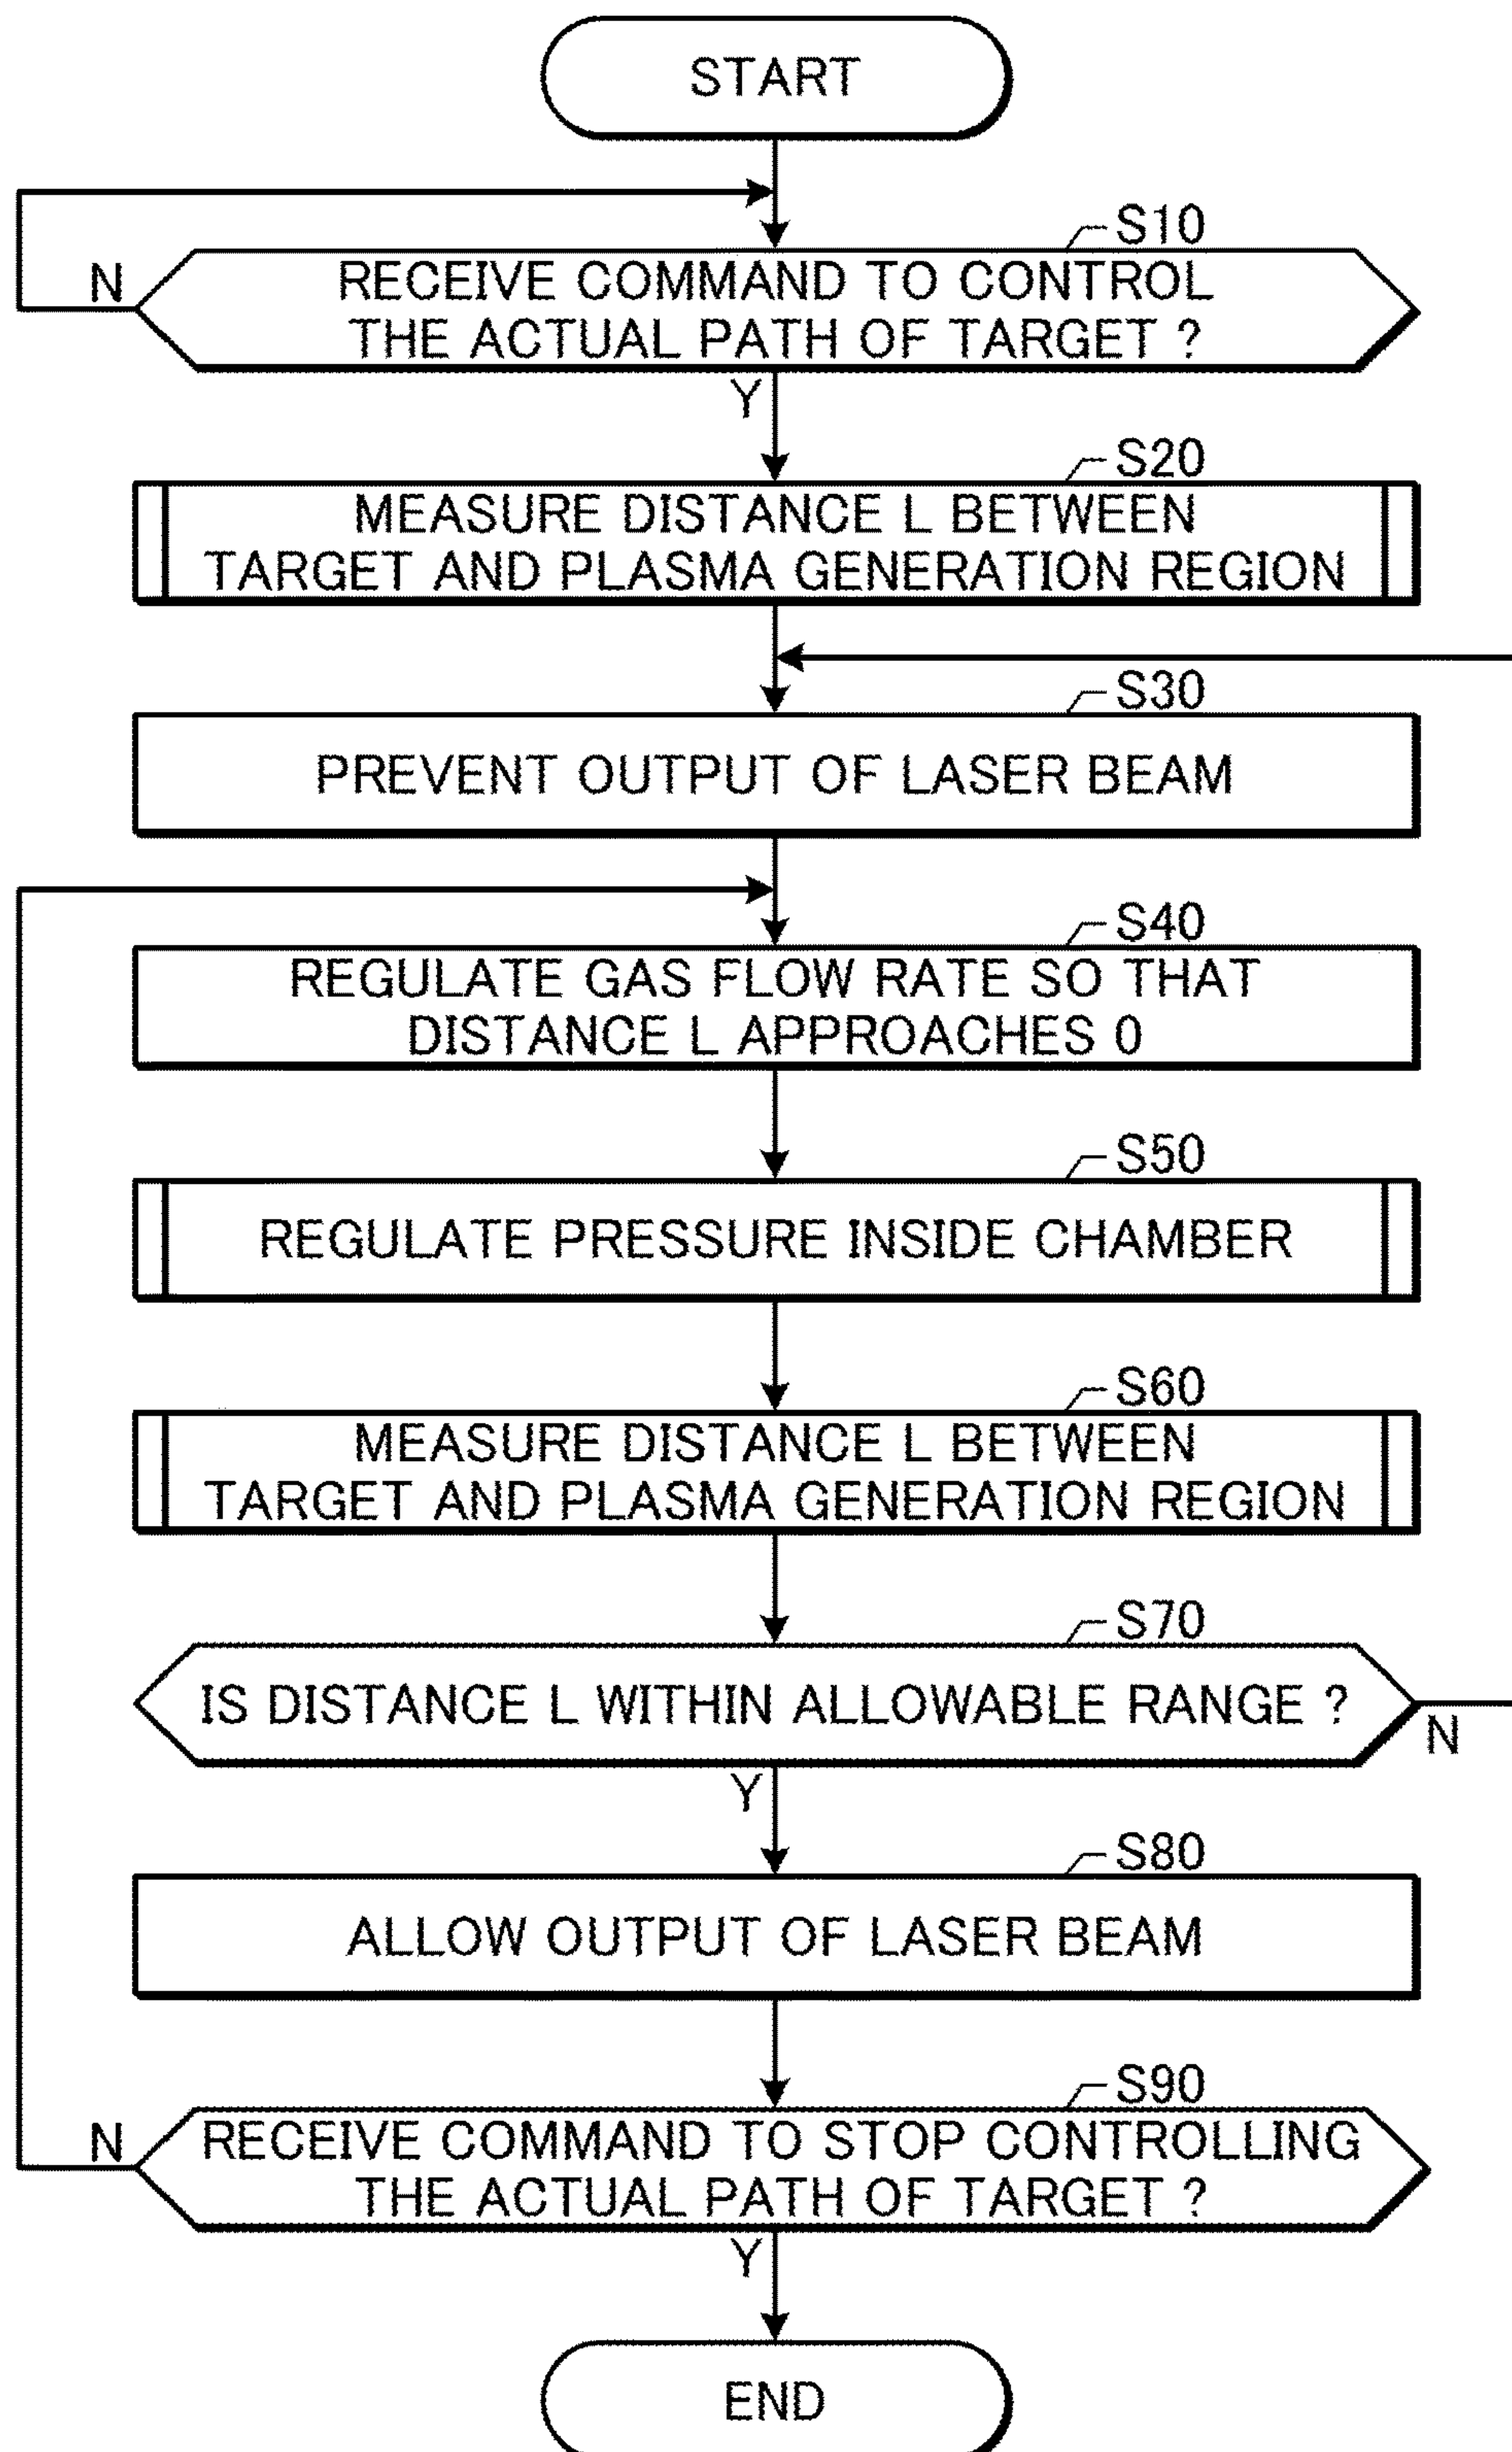 START
S10
RECEIVE COMMAND TO CONTROL
THE ACTUAL PATH OF TARGET ?
N
Y
S20
MEASURE DISTANCE L BETWEEN
TARGET AND PLASMA GENERATION REGION
S30
PREVENT OUTPUT OF LASER BEAM
S40
REGULATE GAS FLOW RATE SO THAT
DISTANCE L APPROACHES 0
S50
REGULATE PRESSURE INSIDE CHAMBER
S60
MEASURE DISTANCE L BETWEEN
TARGET AND PLASMA GENERATION REGION
S70
IS DISTANCE L WITHIN ALLOWABLE RANGE ?
N
Y
S80
ALLOW OUTPUT OF LASER BEAM
S90
RECEIVE COMMAND TO STOP CONTROLLING
THE ACTUAL PATH OF TARGET ?
N
Y
END